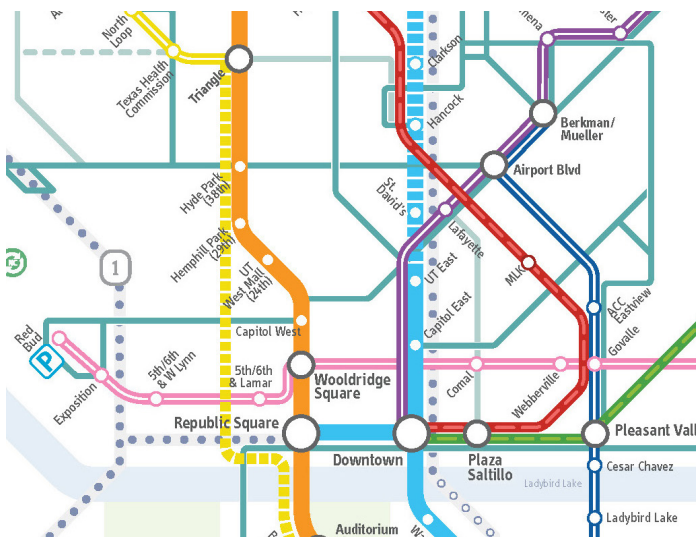 North
Loop
Texas Health
Commission
Triangle
Clarkson
Hancock
Berkman/
Mueller
Airport Blvd
Hyde Park
(38th)
St.
David's
Lafayette
Hemphill Park
(29th)
UT
West Mall
(24th)
1
MLK
UT East
ACC
Eastview
Capitol East
Capitol West
Red
Bud
P
Exposition
5th/6th
& W Lynn
5th/6th
& Lamar
Wooldridge
Square
Comal
Webberville
Govalle
Republic Square
Downtown
Plaza
Saltillo
Pleasant Vall
Cesar Chavez
Ladybird Lake
Ladybird Lake
Auditorium